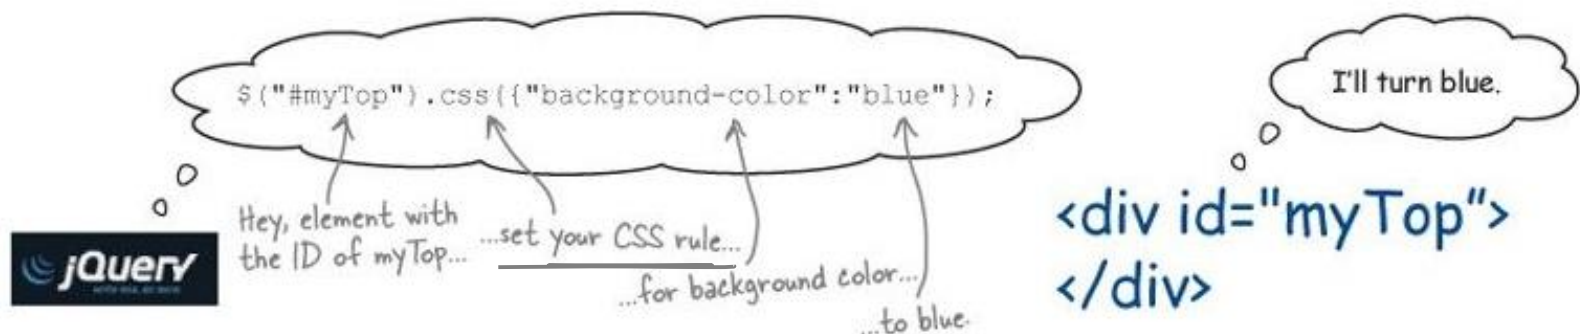 $("#myTop").css({"background-color":"blue"});
I'll turn blue.
Hey, element with
the ID of myTop...
...set your CSS rule...
...for background color...
...to blue.
jQuery
<div id="myTop">
</div>